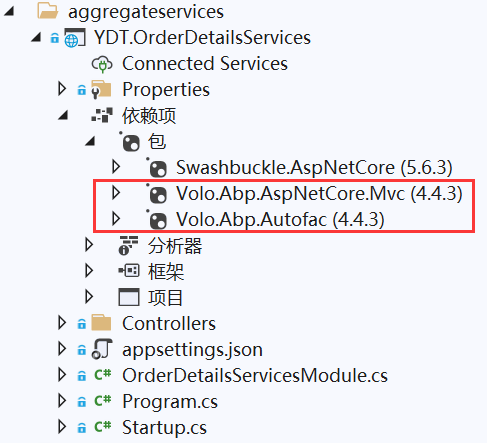 aggregateservices
YDT.OrderDetailsServices
Connected Services
Properties
依赖项
包
Swashbuckle.AspNetCore (5.6.3)
Volo.Abp.AspNetCore.Mvc (4.4.3)
Volo.Abp.Autofac (4.4.3)
分析器
框架
项目
Controllers
appsettings.json
C# OrderDetailsServicesModule.cs
C# Program.cs
C# Startup.cs